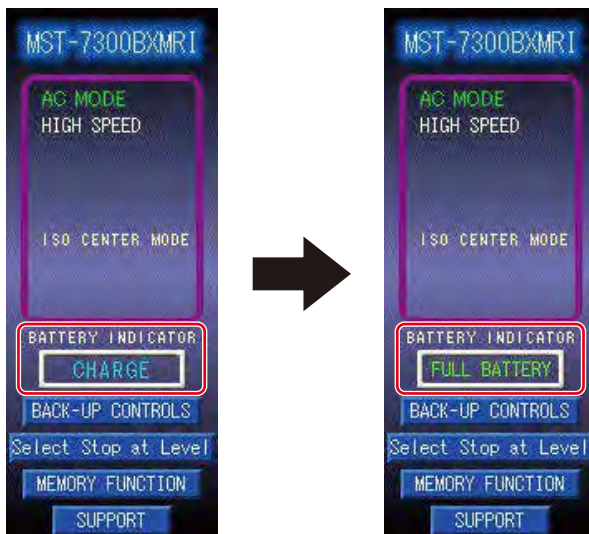 MST-7300BXMRI
AC MODE
HIGH SPEED
ISO CENTER MODE
BATTERY INDICATOR
CHARGE
BACK-UP CONTROLS
Select Stop at Level
MEMORY FUNCTION
SUPPORT
MST-7300BXMRI
AC MODE
HIGH SPEED
ISO CENTER MODE
BATTERY INDICATOR
FULL BATTERY
BACK-UP CONTROLS
Select Stop at Level
MEMORY FUNCTION
SUPPORT